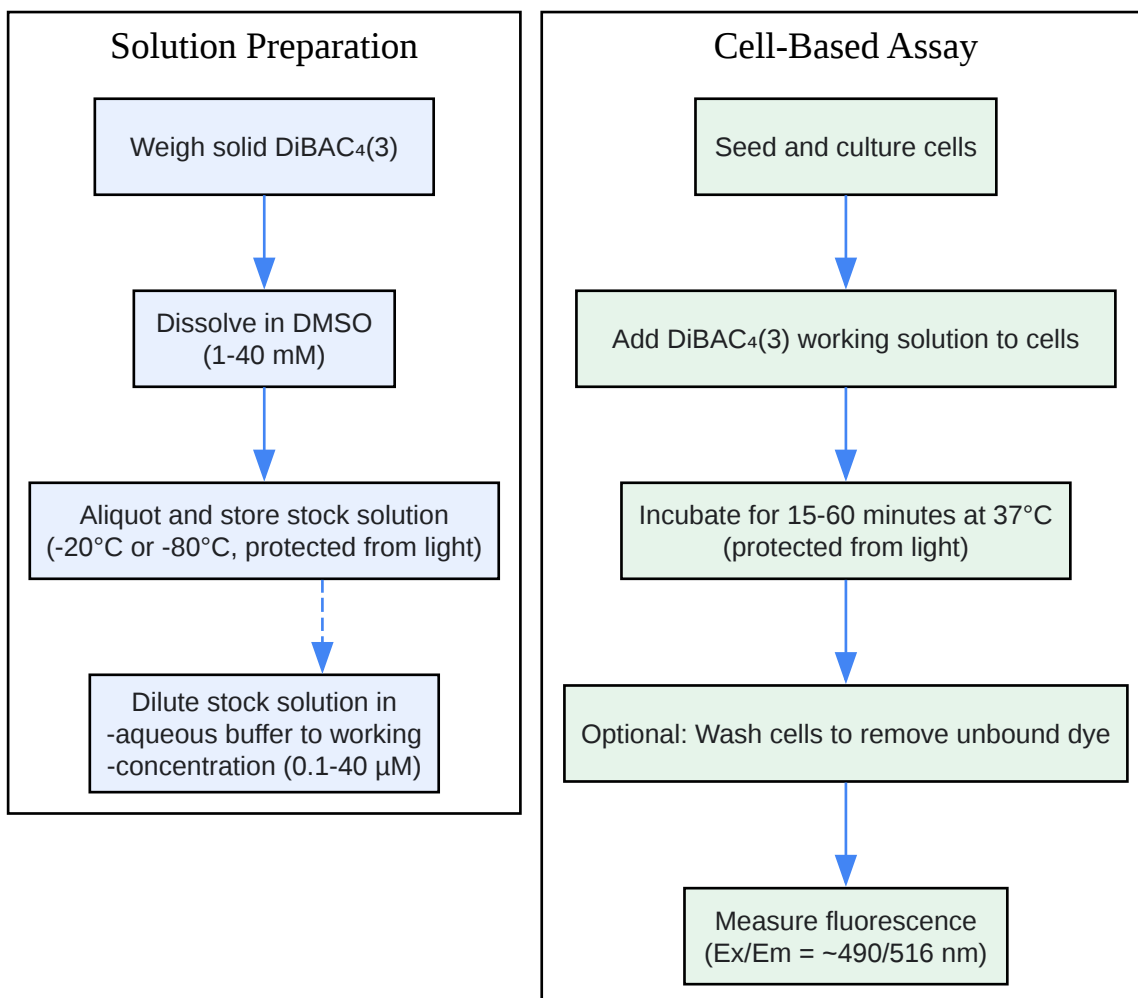 Solution Preparation
Weigh solid DiBAC₄(3)
Dissolve in DMSO
(1-40 mM)
Aliquot and store stock solution
(-20°C or -80°C, protected from light)
Dilute stock solution in
-aqueous buffer to working
-concentration (0.1-40 µM)
Cell-Based Assay
Seed and culture cells
Add DiBAC₄(3) working solution to cells
Incubate for 15-60 minutes at 37°C
(protected from light)
Optional: Wash cells to remove unbound dye
Measure fluorescence
(Ex/Em = ~490/516 nm)